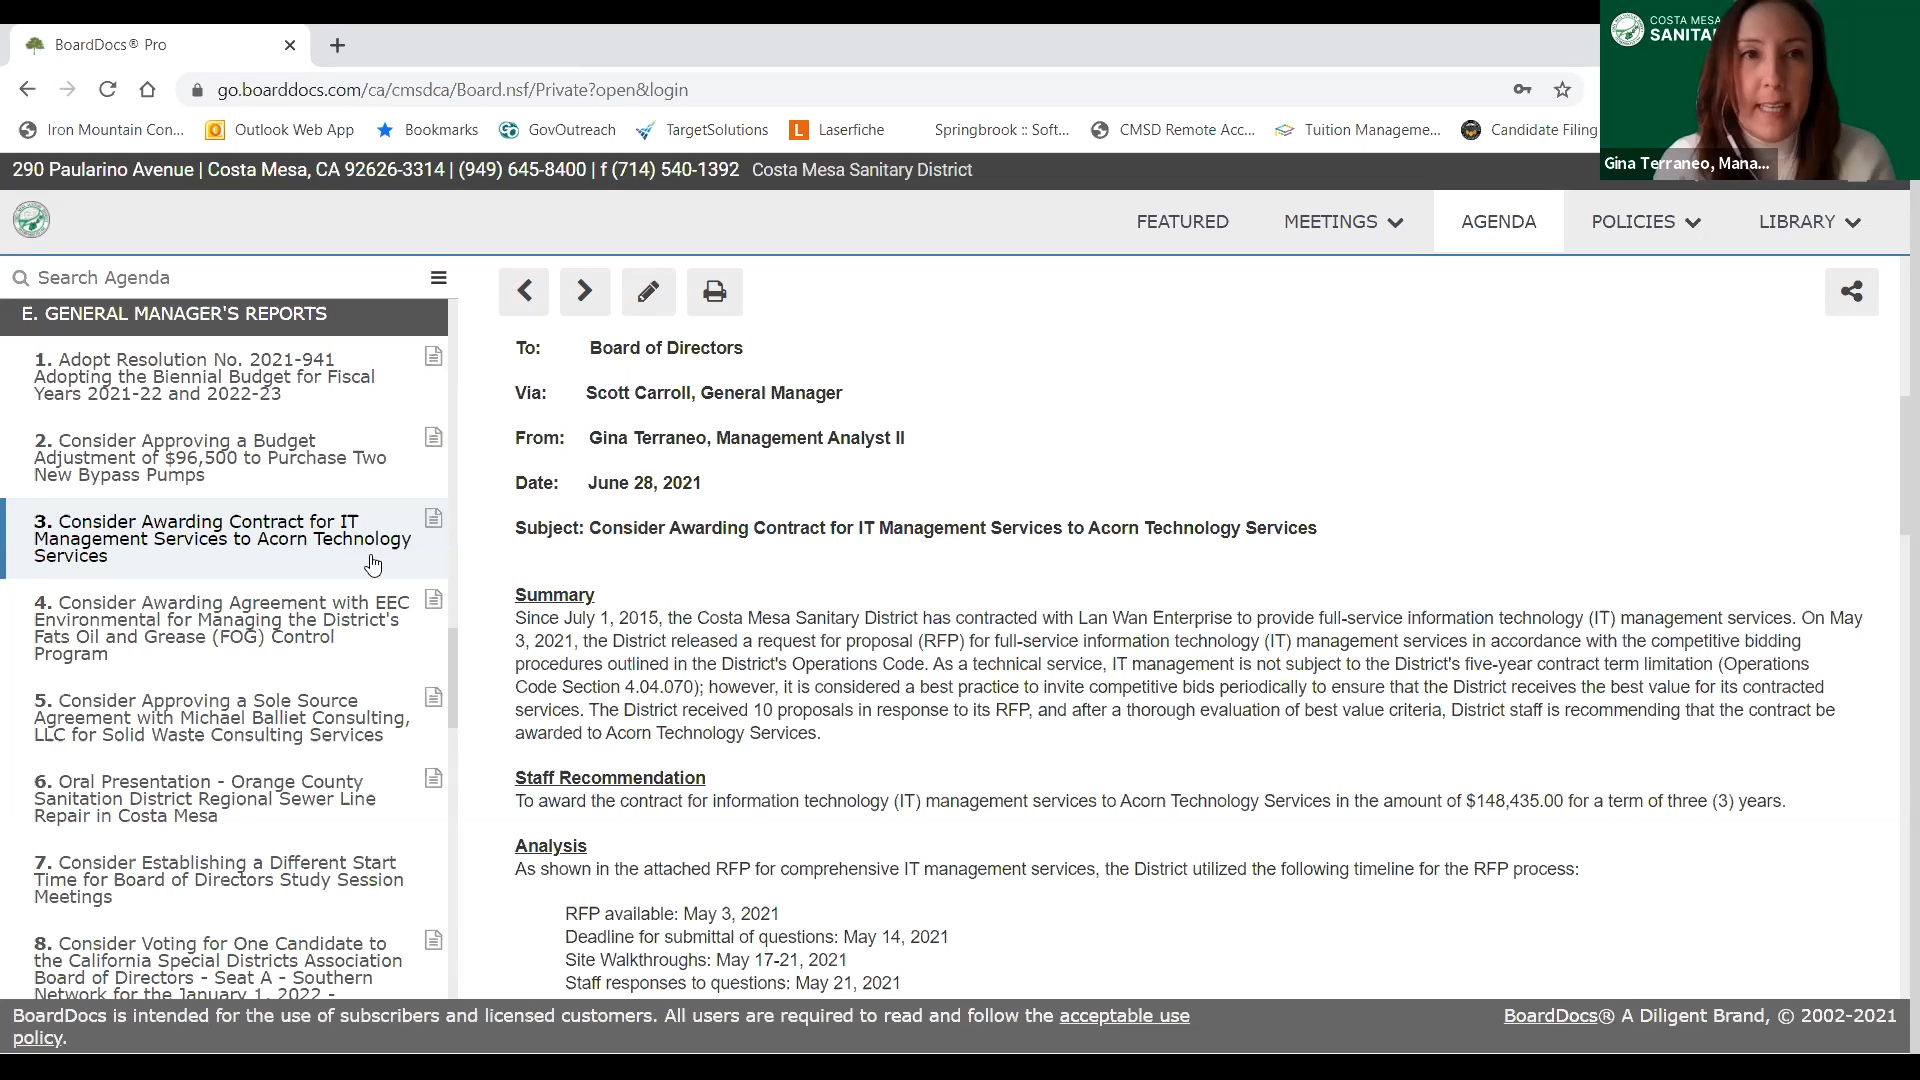 BoardDocs® Pro
go.boarddocs.com/ca/cmsdca/Board.nsf/Private?open&login
Iron Mountain Con...
Outlook Web App
Bookmarks
GovOutreach
TargetSolutions
Laserfiche
Springbrook :: Soft...
CMSD Remote Acc...
Tuition Manageme...
Candidate Filing
COSTA MESA
Gina Terraneo, Mana...
290 Paularino Avenue | Costa Mesa, CA 92626-3314 | (949) 645-8400 | f (714) 540-1392 Costa Mesa Sanitary District
FEATURED
MEETINGS
AGENDA
POLICIES
LIBRARY
Search Agenda
E. GENERAL MANAGER'S REPORTS
1. Adopt Resolution No. 2021-941
Adopting the Biennial Budget for Fiscal
Years 2021-22 and 2022-23
2. Consider Approving a Budget
Adjustment of $96,500 to Purchase Two
New Bypass Pumps
3. Consider Awarding Contract for IT
Management Services to Acorn Technology
Services
4. Consider Awarding Agreement with EEC
Environmental for Managing the District's
Fats Oil and Grease (FOG) Control
Program
5. Consider Approving a Sole Source
Agreement with Michael Balliet Consulting,
LLC for Solid Waste Consulting Services
6. Oral Presentation - Orange County
Sanitation District Regional Sewer Line
Repair in Costa Mesa
7. Consider Establishing a Different Start
Time for Board of Directors Study Session
Meetings
8. Consider Voting for One Candidate to
the California Special Districts Association
Board of Directors - Seat A - Southern
Network for the January 1, 2022 -
To: Board of Directors
Via: Scott Carroll, General Manager
From: Gina Terraneo, Management Analyst II
Date: June 28, 2021
Subject: Consider Awarding Contract for IT Management Services to Acorn Technology Services
Summary
Since July 1, 2015, the Costa Mesa Sanitary District has contracted with Lan Wan Enterprise to provide full-service information technology (IT) management services. On May
3, 2021, the District released a request for proposal (RFP) for full-service information technology (IT) management services in accordance with the competitive bidding
procedures outlined in the District's Operations Code. As a technical service, IT management is not subject to the District's five-year contract term limitation (Operations
Code Section 4.04.070); however, it is considered a best practice to invite competitive bids periodically to ensure that the District receives the best value for its contracted
services. The District received 10 proposals in response to its RFP, and after a thorough evaluation of best value criteria, District staff is recommending that the contract be
awarded to Acorn Technology Services.
Staff Recommendation
To award the contract for information technology (IT) management services to Acorn Technology Services in the amount of $148,435.00 for a term of three (3) years.
Analysis
As shown in the attached RFP for comprehensive IT management services, the District utilized the following timeline for the RFP process:
RFP available: May 3, 2021
Deadline for submittal of questions: May 14, 2021
Site Walkthroughs: May 17-21, 2021
Staff responses to questions: May 21, 2021
BoardDocs is intended for the use of subscribers and licensed customers. All users are required to read and follow the acceptable use
policy.
BoardDocs® A Diligent Brand, © 2002-2021